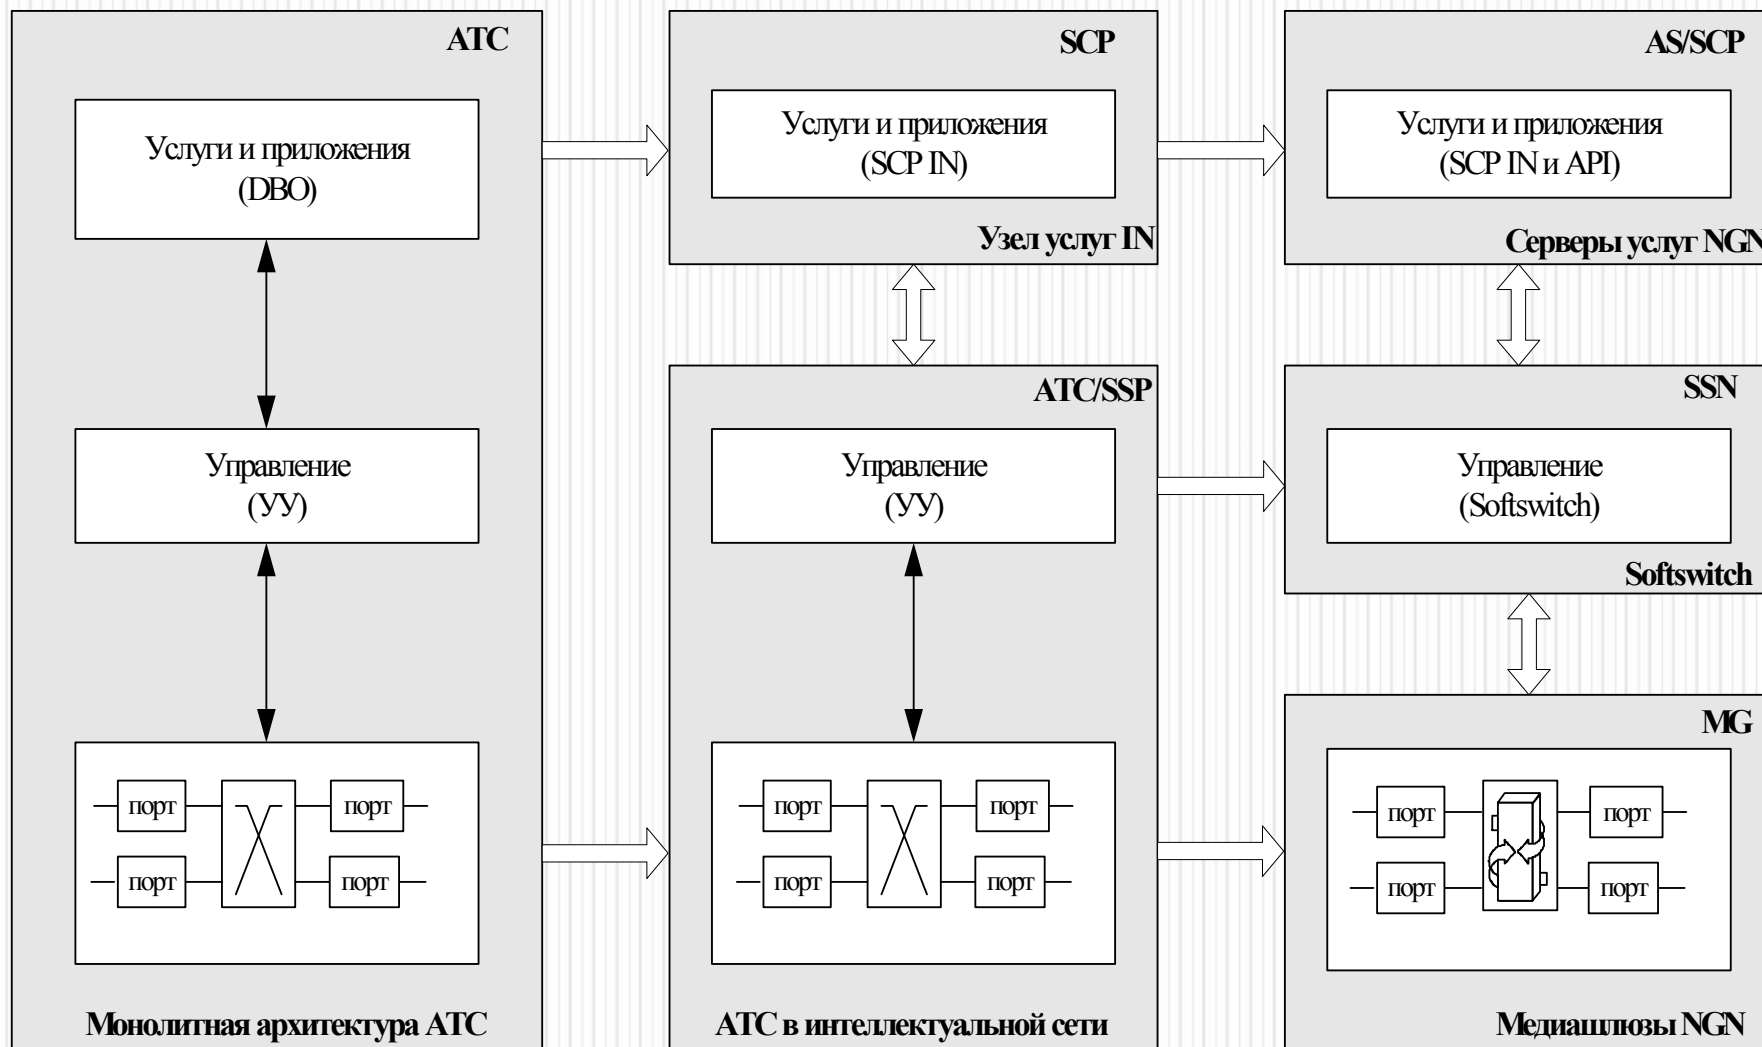 АТС
Услуги и приложения
(DBO)
Управление
(УУ)
порт
порт
порт
порт
Монолитная архитектура АТС
SCP
Услуги и приложения
(SCP IN)
Узел услуг IN
АТС/SSP
Управление
(УУ)
порт
порт
порт
порт
АТС в интеллектуальной сети
AS/SCP
Услуги и приложения
(SCP IN и API)
Серверы услуг NGN
SSN
Управление
(Softswitch)
Softswitch
MG
порт
порт
порт
порт
Медиашлюзы NGN